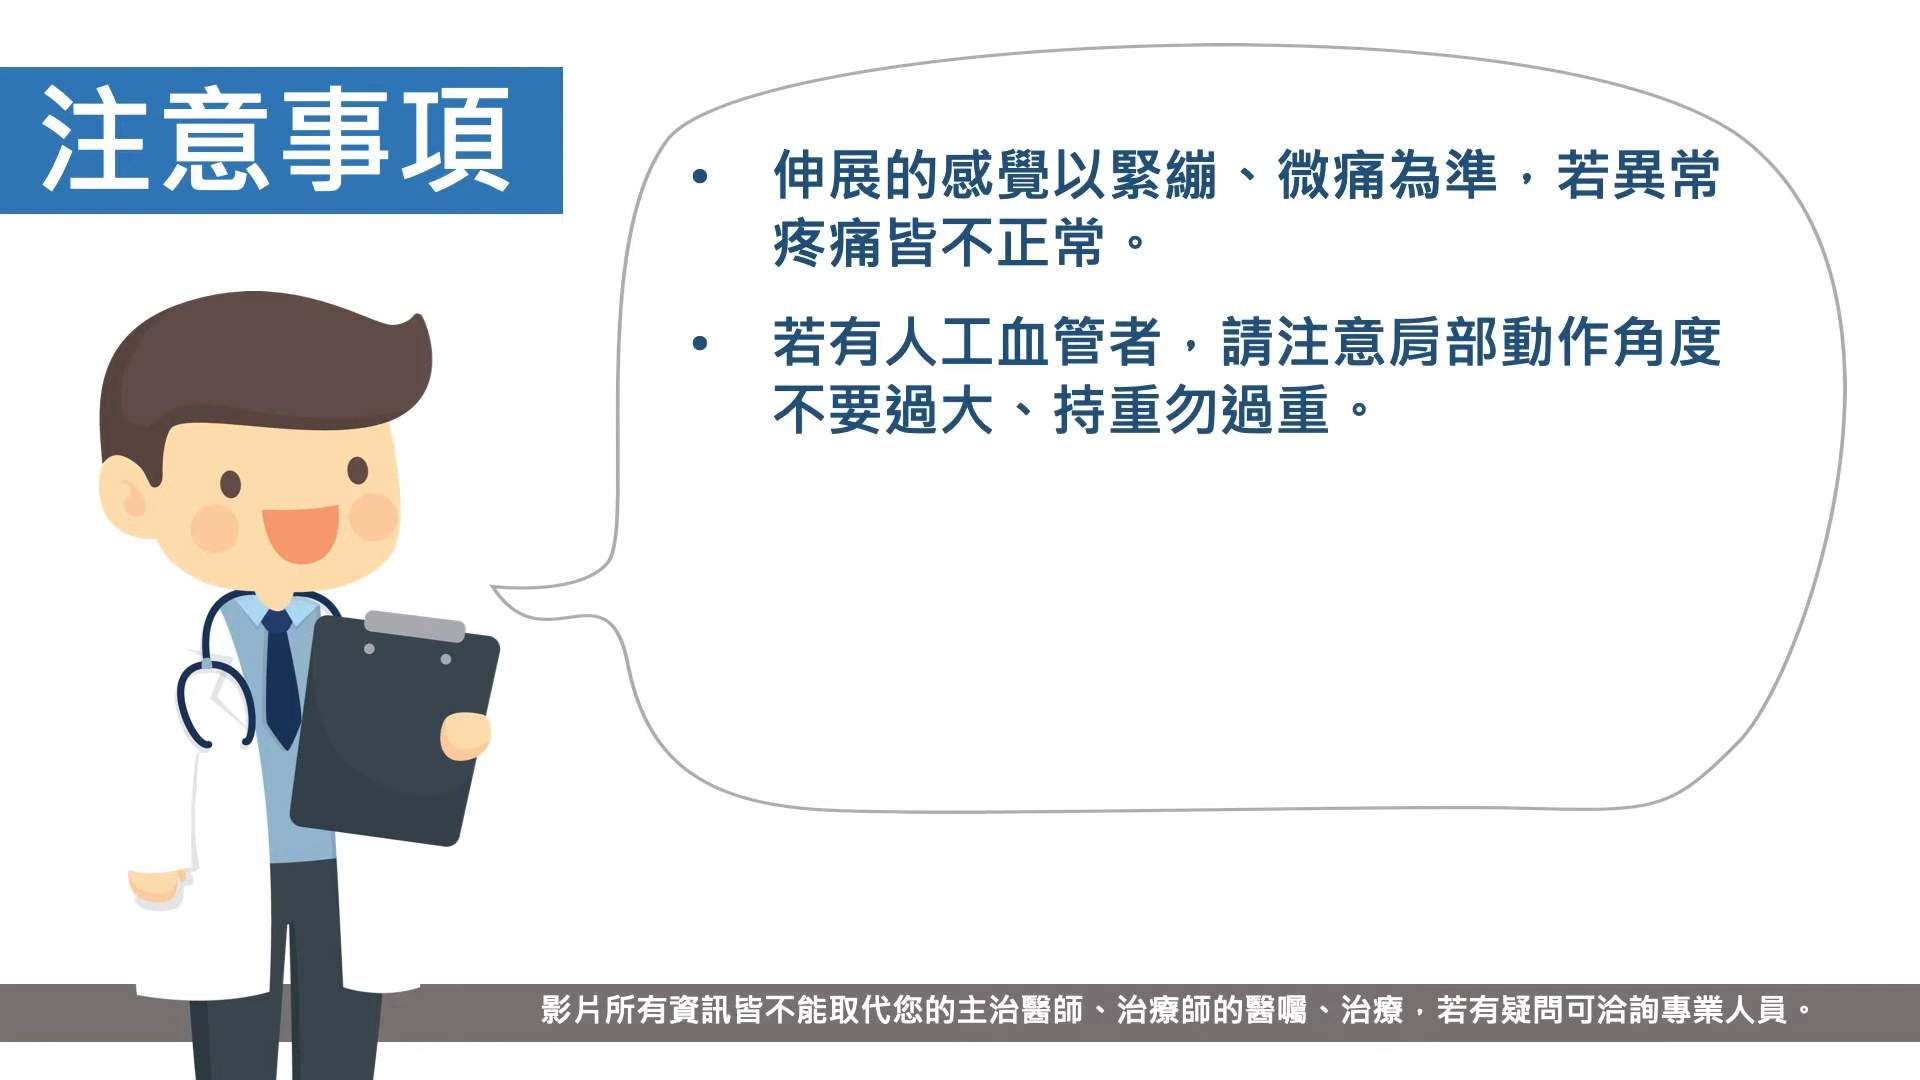 注意事項
• 伸展的感覺以緊繃、微痛為準，若異常
疼痛皆不正常。
• 若有人工血管者，請注意肩部動作角度
不要過大、持重勿過重。
影片所有資訊皆不能取代您的主治醫師、治療師的醫囑、治療，若有疑問可洽詢專業人員。